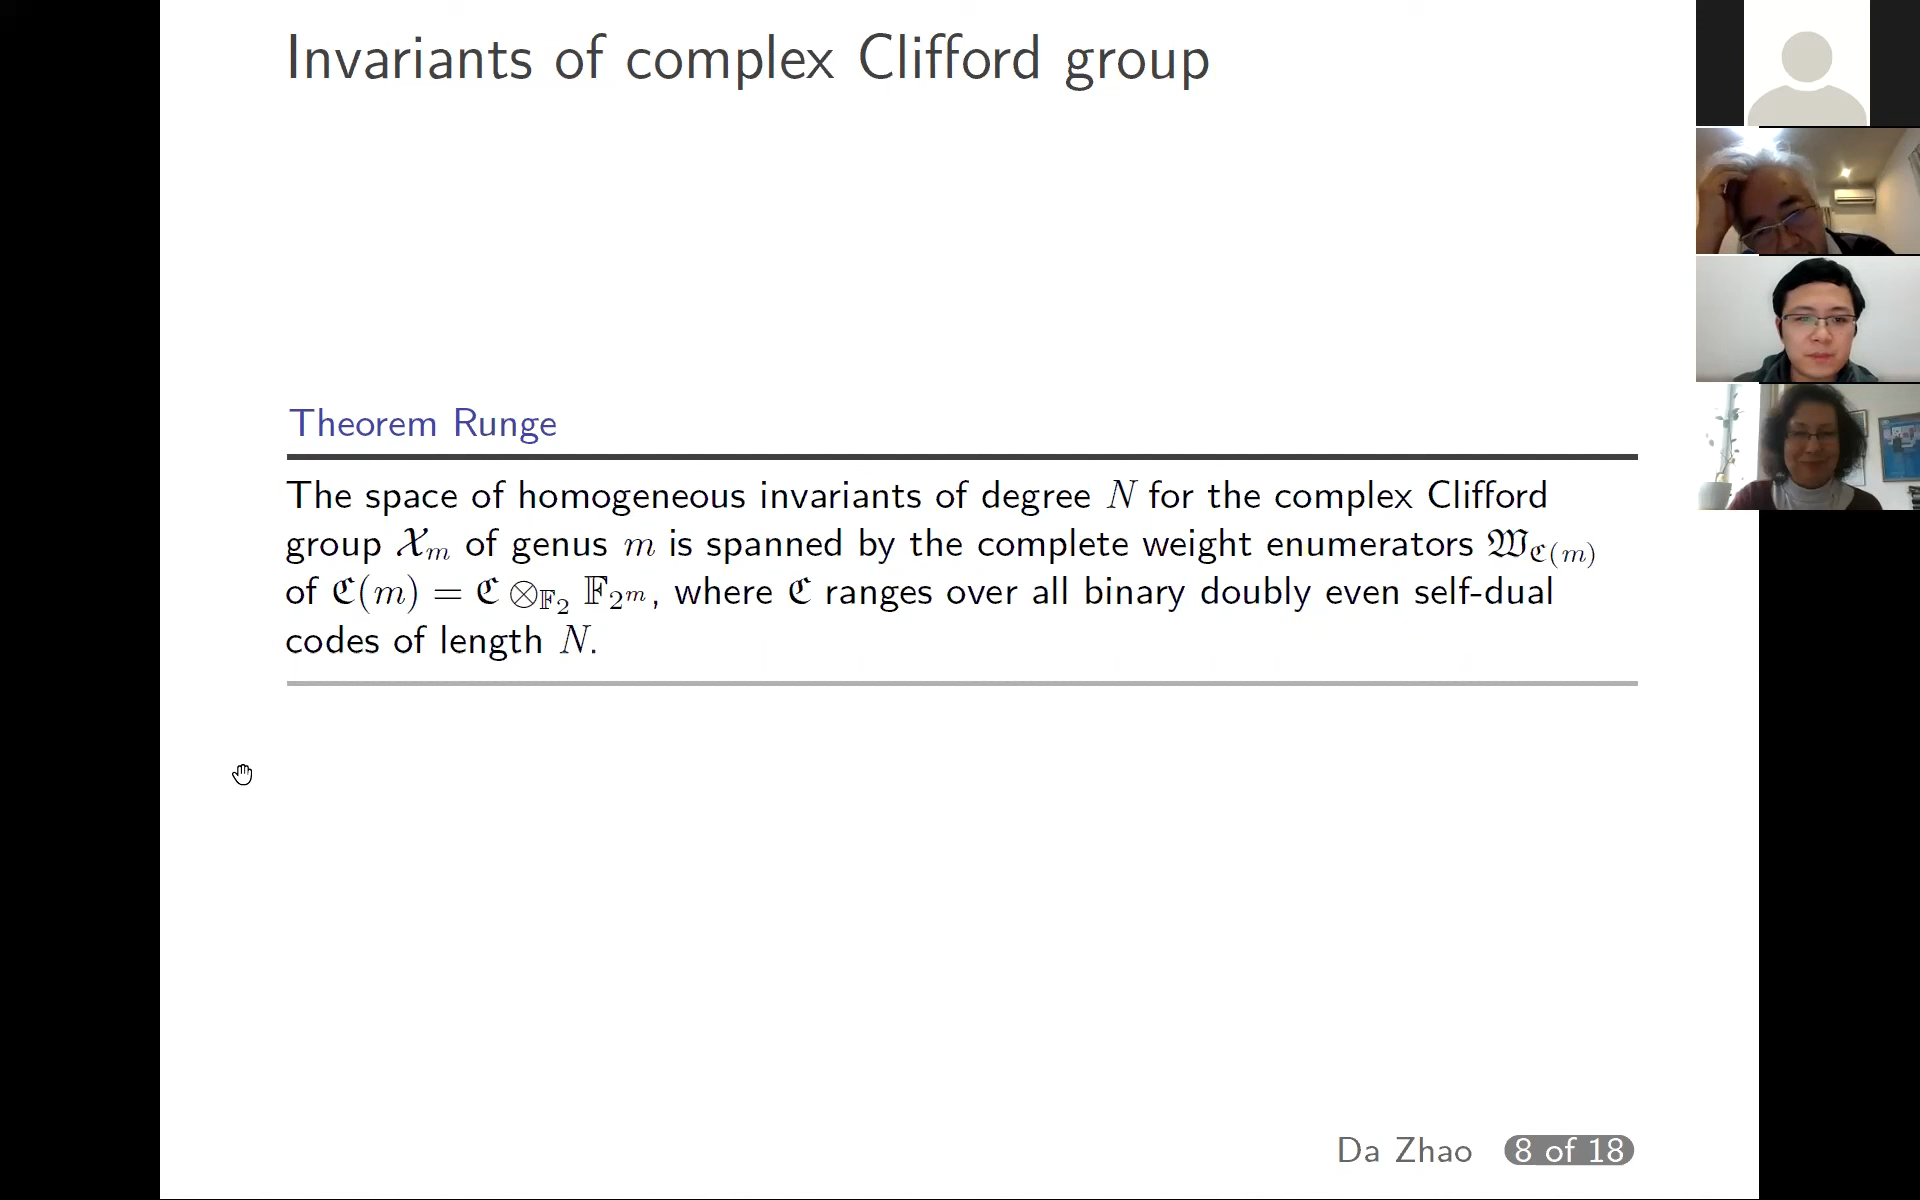 Invariants of complex Clifford group
Theorem Runge
The space of homogeneous invariants of degree N for the complex Clifford
group 𝒳ₘ of genus m is spanned by the complete weight enumerators 𝔚_{ℭ(m)}
of ℭ(m) = ℭ ⊗_{𝔽₂} 𝔽_{2^m}, where ℭ ranges over all binary doubly even self-dual
codes of length N.
Da Zhao 8 of 18